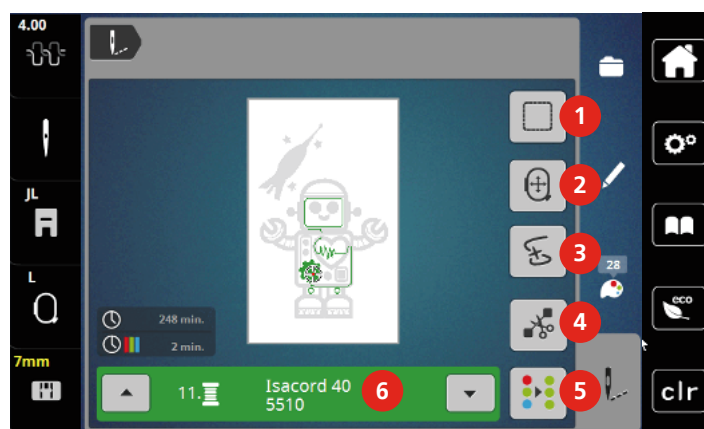 4.00
JL
L
7mm
248 min.
2 min.
11.
Isacord 40
5510
1
2
3
4
5
6
28
eco
clr